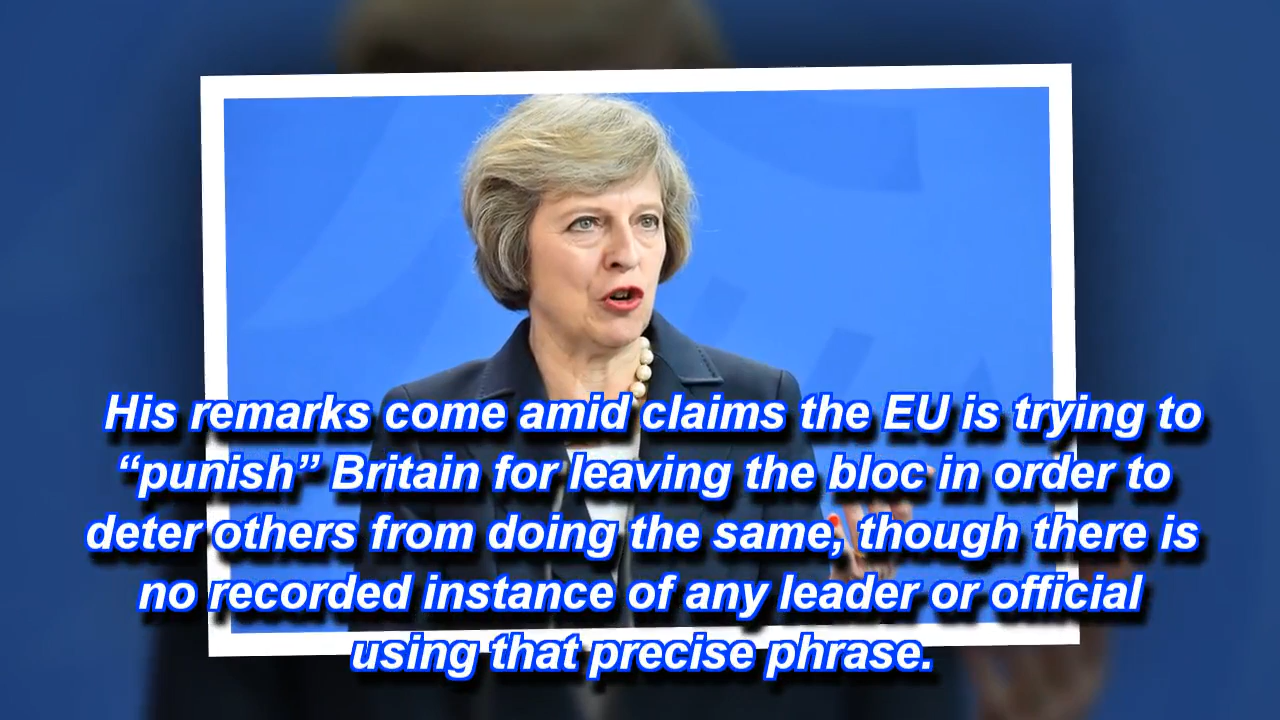 His remarks come amid claims the EU is trying to
“punish” Britain for leaving the bloc in order to
deter others from doing the same, though there is
no recorded instance of any leader or official
using that precise phrase.